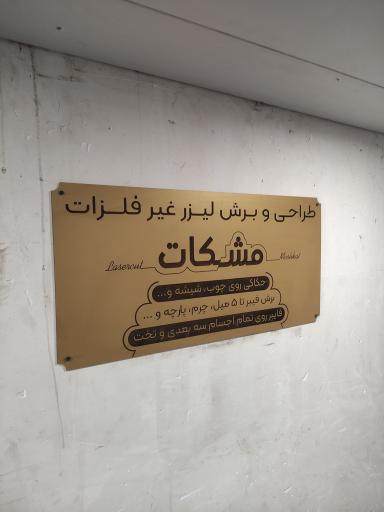 طراحی و برش لیزر غیر فلزات
Lasercut مشکات Meshkat
حکاکی روی چوب، شیشه و...
برش فیبر تا ۵ میل، چرم، پارچه و ...
فایبر روی تمام اجسام سه بعدی و تخت